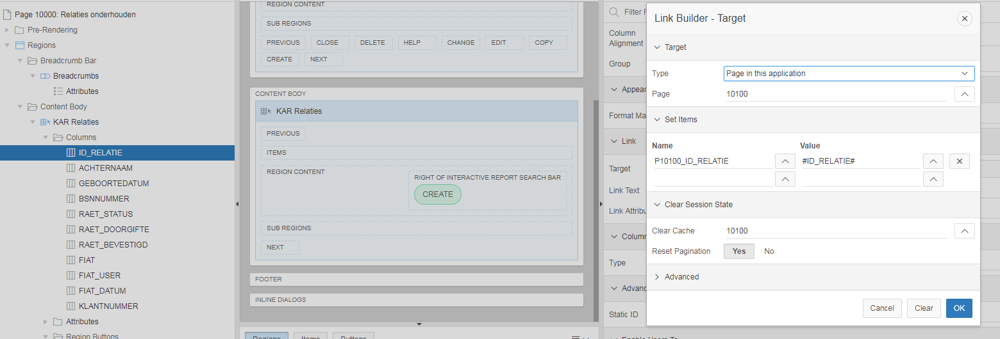 Page 10000: Relaties onderhouden
Pre-Rendering
Regions
Breadcrumb Bar
Breadcrumbs
Attributes
Content Body
KAR Relaties
Columns
ID_RELATIE
ACHTERNAAM
GEBOORTEDATUM
BSNNUMMER
RAET_STATUS
RAET_DOORGIFTE
RAET_BEVESTIGD
FIAT
FIAT_USER
FIAT_DATUM
KLANTNUMMER
Attributes
Region Buttons
REGION CONTENT
SUB REGIONS
PREVIOUS CLOSE DELETE HELP CHANGE EDIT COPY
CREATE NEXT
CONTENT BODY
KAR Relaties
PREVIOUS
ITEMS
REGION CONTENT
RIGHT OF INTERACTIVE REPORT SEARCH BAR
CREATE
SUB REGIONS
NEXT
FOOTER
INLINE DIALOGS
Regions Items Buttons
Filter
Column
Alignment
Group
Appear
Format Ma
Link
Target
Link Text
Link Attribu
Column
Type
Advanc
Static ID
Enable Users To
Link Builder - Target
Target
Type Page in this application
Page 10100
Set Items
Name Value
P10100_ID_RELATIE #ID_RELATIE#
Clear Session State
Clear Cache 10100
Reset Pagination Yes No
Advanced
Cancel Clear OK